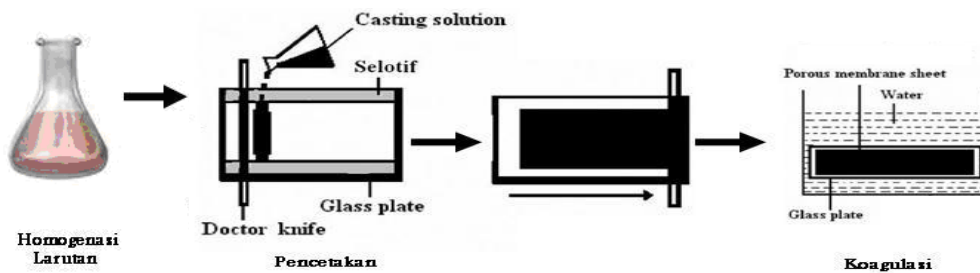 Casting solution
Selotif
Glass plate
Doctor knife
Porous membrane sheet
Water
Glass plate
Homogenasi
Larutan
Pencetakan
Koagulasi